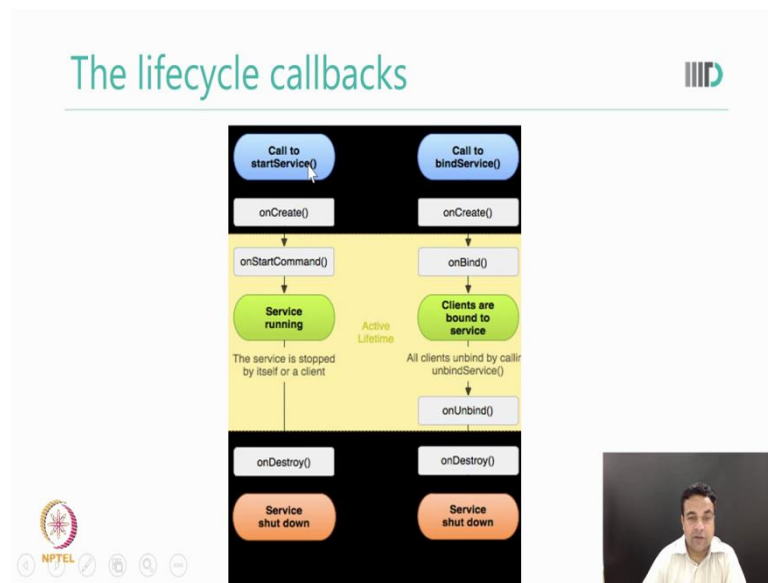 The lifecycle callbacks
Call to
startService()
onCreate()
onStartCommand()
Service
running
The service is stopped
by itself or a client
onDestroy()
Service
shut down
Active
Lifetime
Call to
bindService()
onCreate()
onBind()
Clients are
bound to
service
All clients unbind by callin
unbindService()
onUnbind()
onDestroy()
Service
shut down
NPTEL